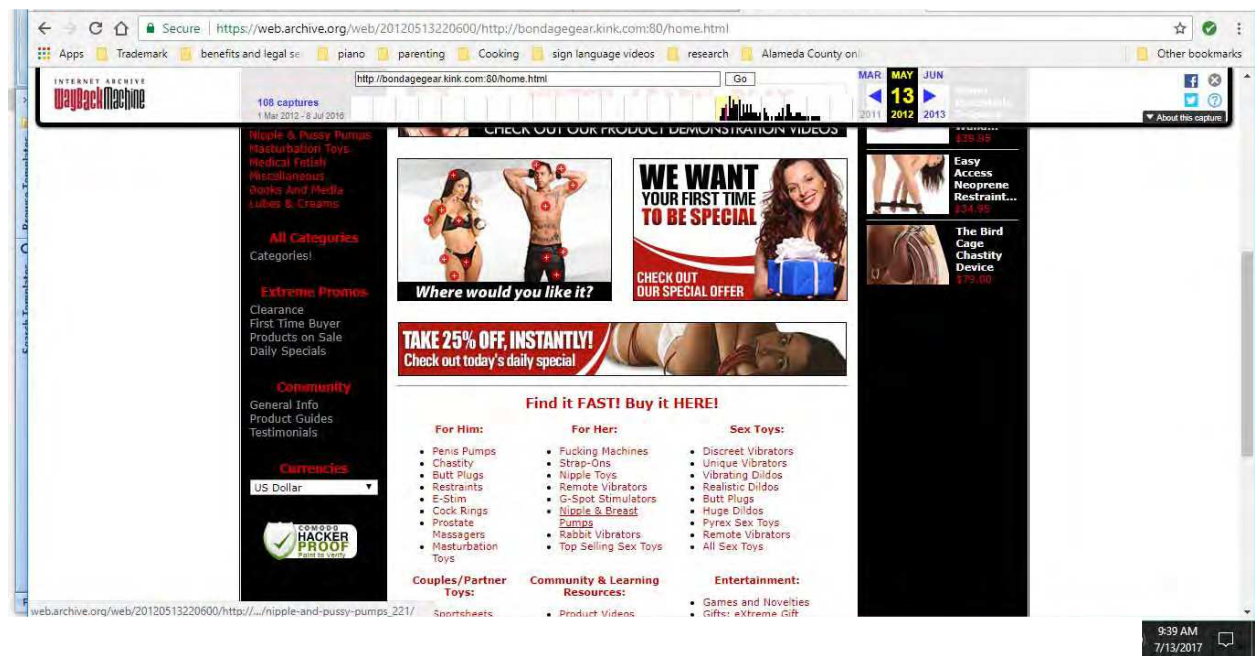 Secure | https://web.archive.org/web/20120513220600/http://bondagegear.kink.com:80/home.html
Apps Trademark benefits and legal se piano parenting Cooking sign language videos research Alameda County onl Other bookmarks
INTERNET ARCHIVE
WayBackMachine
http://bondagegear.kink.com:80/home.html Go
108 captures
1 Mar 2012 - 8 Jul 2016
MAR MAY JUN
13
2011 2012 2013
About this capture
Nipple & Pussy Pumps
Masturbation Toys
Medical Fetish
Miscellaneous
Books And Media
Lubes & Creams
All Categories
Categories!
Extreme Promos
Clearance
First Time Buyer
Products on Sale
Daily Specials
Community
General Info
Product Guides
Testimonials
Currencies
US Dollar
COMODO
HACKER
PROOF
Point to Verify
CHECK OUT OUR PRODUCT DEMONSTRATION VIDEOS
Where would you like it?
WE WANT
YOUR FIRST TIME
TO BE SPECIAL
CHECK OUT
OUR SPECIAL OFFER
TAKE 25% OFF, INSTANTLY!
Check out today's daily special
Find it FAST! Buy it HERE!
For Him:
Penis Pumps
Chastity
Butt Plugs
Restraints
E-Stim
Cock Rings
Prostate
Massagers
Masturbation
Toys
For Her:
Fucking Machines
Strap-Ons
Nipple Toys
Remote Vibrators
G-Spot Stimulators
Nipple & Breast
Pumps
Rabbit Vibrators
Top Selling Sex Toys
Sex Toys:
Discreet Vibrators
Unique Vibrators
Vibrating Dildos
Realistic Dildos
Butt Plugs
Huge Dildos
Pyrex Sex Toys
Remote Vibrators
All Sex Toys
Couples/Partner
Toys:
Sportsheets
Community & Learning
Resources:
Product Videos
Entertainment:
Games and Novelties
Gifts: eXtreme Gift
$39.95
Easy
Access
Neoprene
Restraint...
$34.95
The Bird
Cage
Chastity
Device
$79.00
web.archive.org/web/20120513220600/http://.../nipple-and-pussy-pumps_221/
9:39 AM
7/13/2017